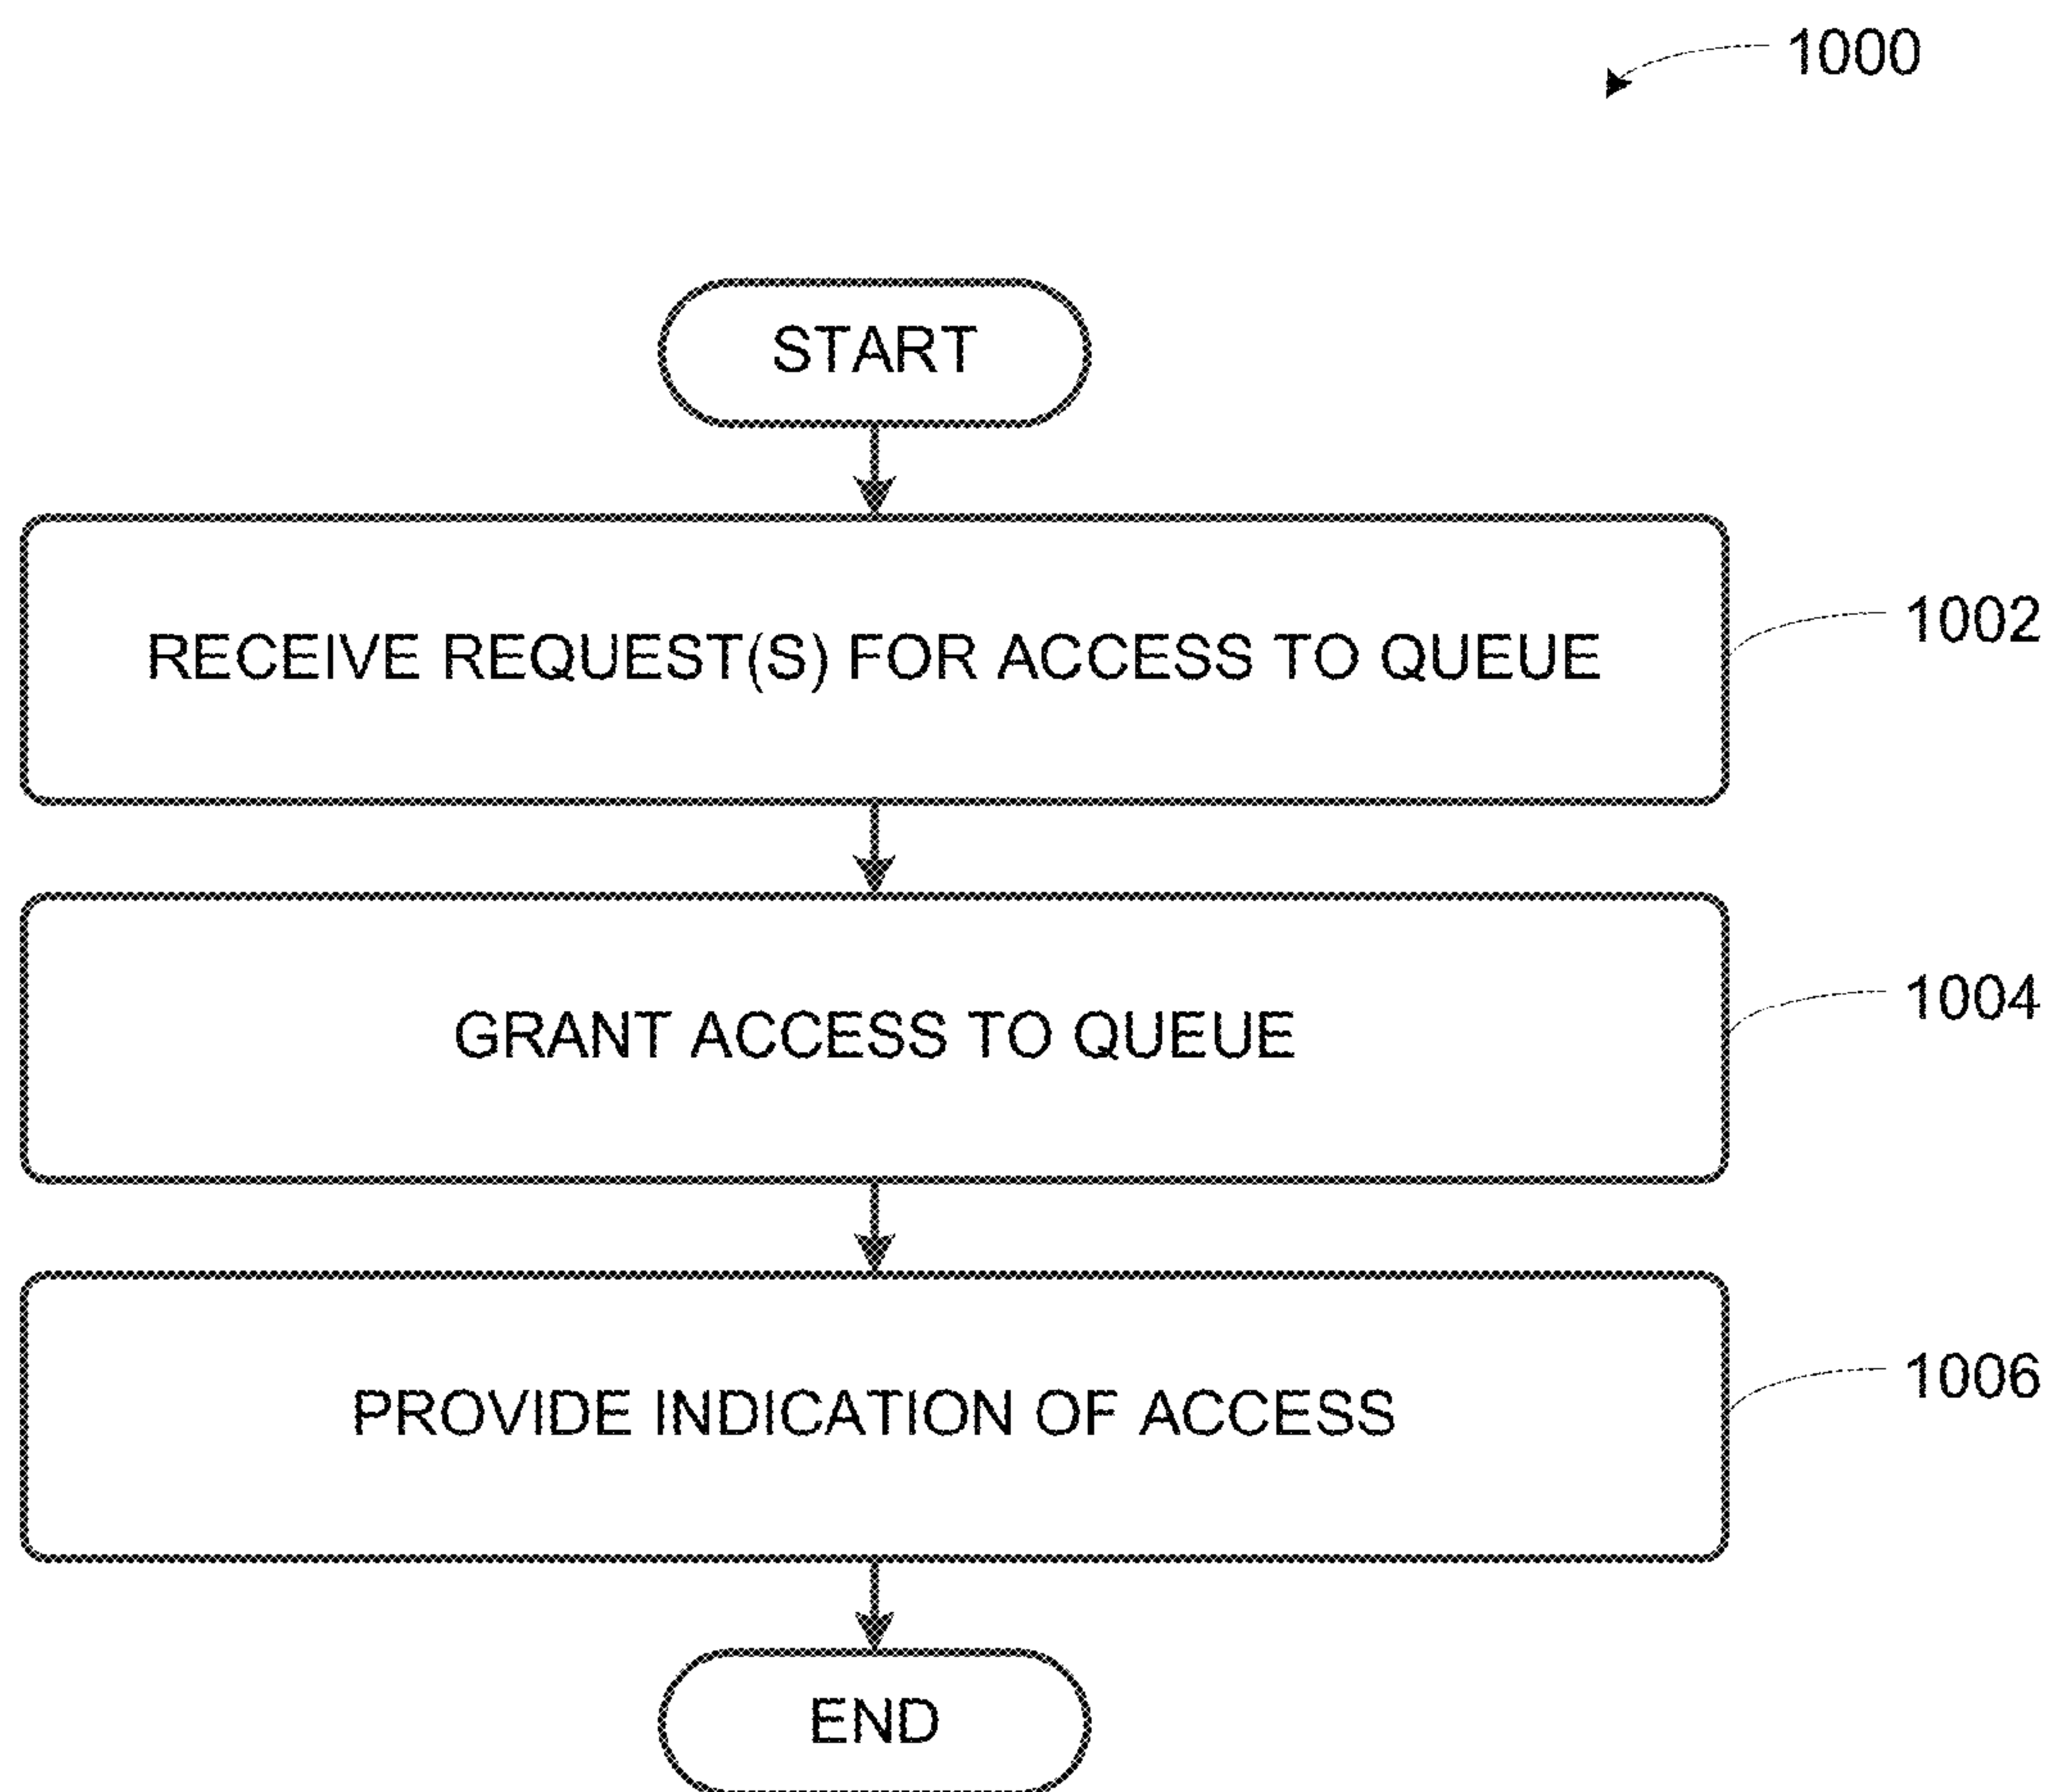 1000
START
RECEIVE REQUEST(S) FOR ACCESS TO QUEUE
1002
GRANT ACCESS TO QUEUE
1004
PROVIDE INDICATION OF ACCESS
1006
END